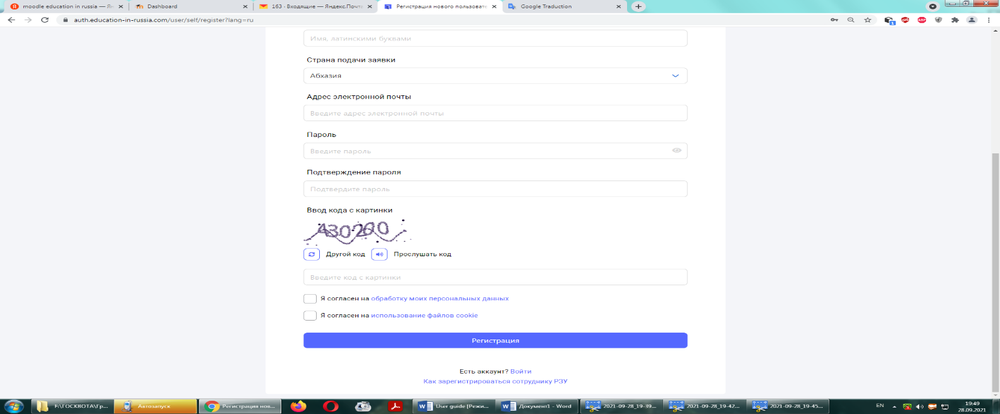 moodle education in russia — Я
Dashboard
163 · Входящие — Яндекс.Почта
Регистрация нового пользовате
Google Traduction
auth.education-in-russia.com/user/self/register?lang=ru
Имя, латинскими буквами
Страна подачи заявки
Абхазия
Адрес электронной почты
Введите адрес электронной почты
Пароль
Введите пароль
Подтверждение пароля
Подтвердите пароль
Ввод кода с картинки
Другой код
Прослушать код
Введите код с картинки
Я согласен на обработку моих персональных данных
Я согласен на использование файлов cookie
Регистрация
Есть аккаунт? Войти
Как зарегистрироваться сотруднику РЗУ
F:\ГОСКВОТА\Гр...
Автозапуск
Регистрация нов...
User guide [Режи...
Документ1 - Word
2021-09-28_19-39...
2021-09-28_19-42...
2021-09-28_19-45...
EN
19:49
28.09.2021